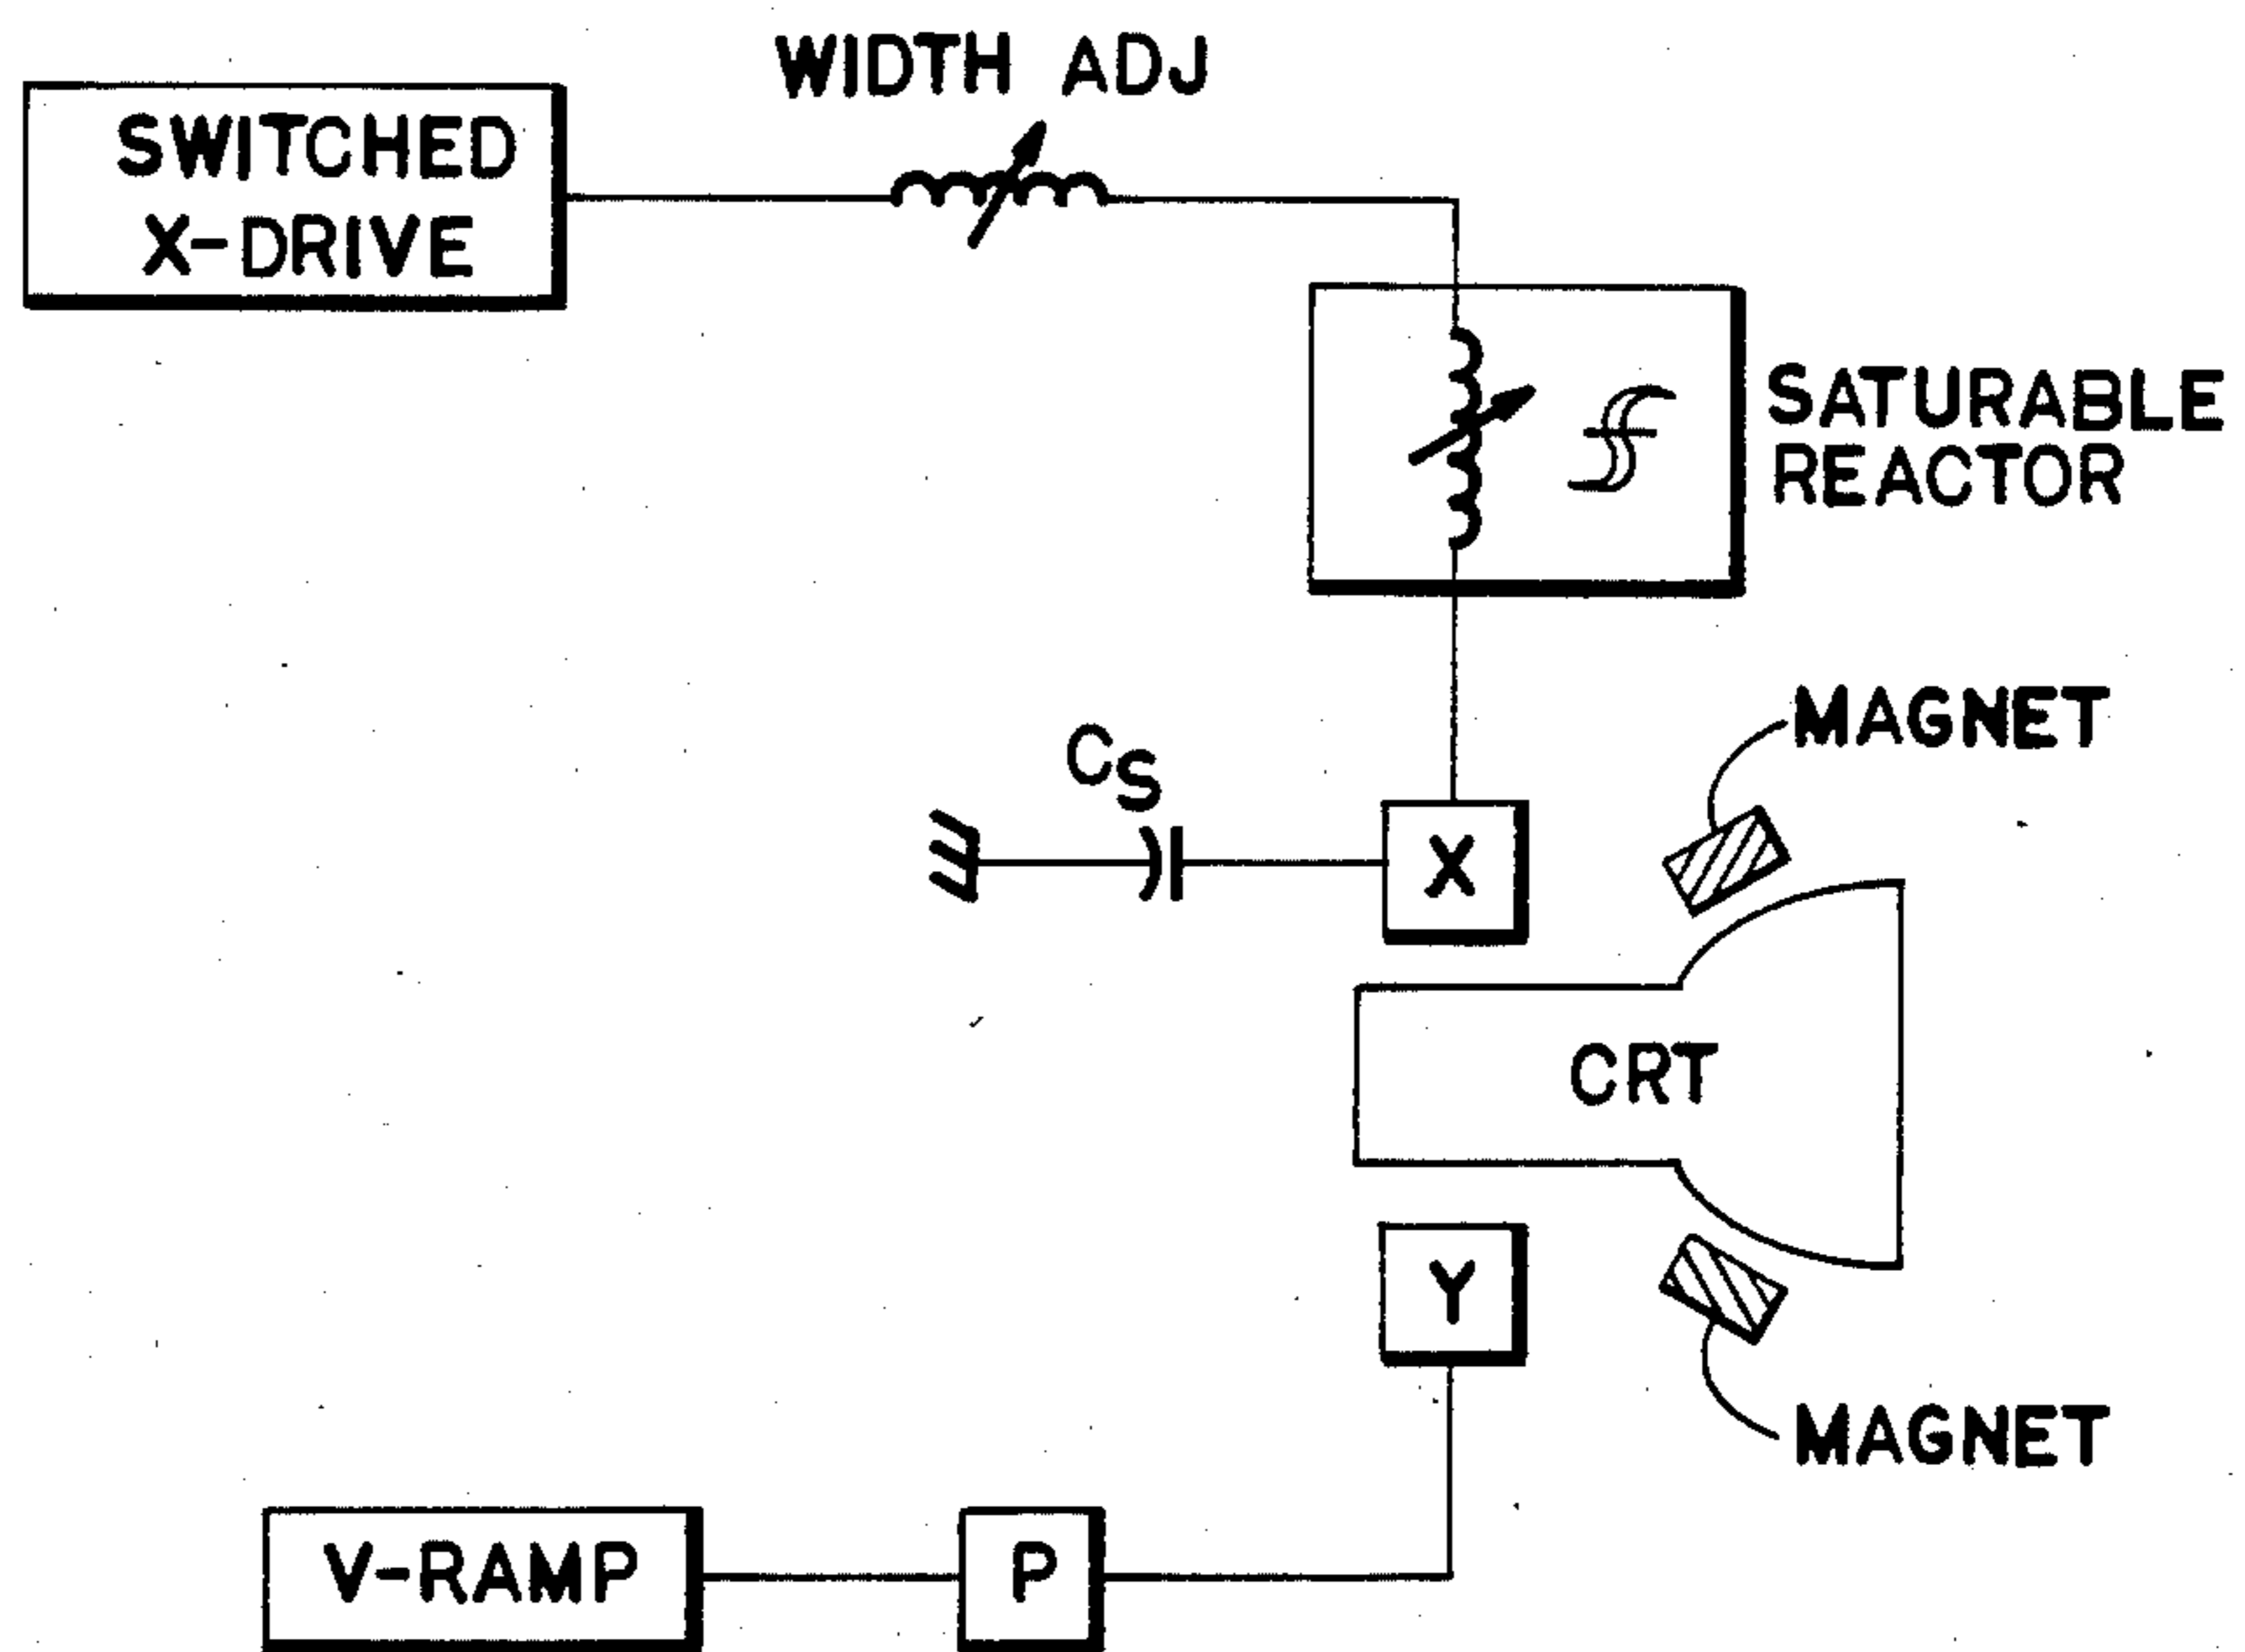 WIDTH ADJ
SWITCHED
X-DRIVE
SATURABLE
REACTOR
MAGNET
CS
X
CRT
Y
MAGNET
V-RAMP
P